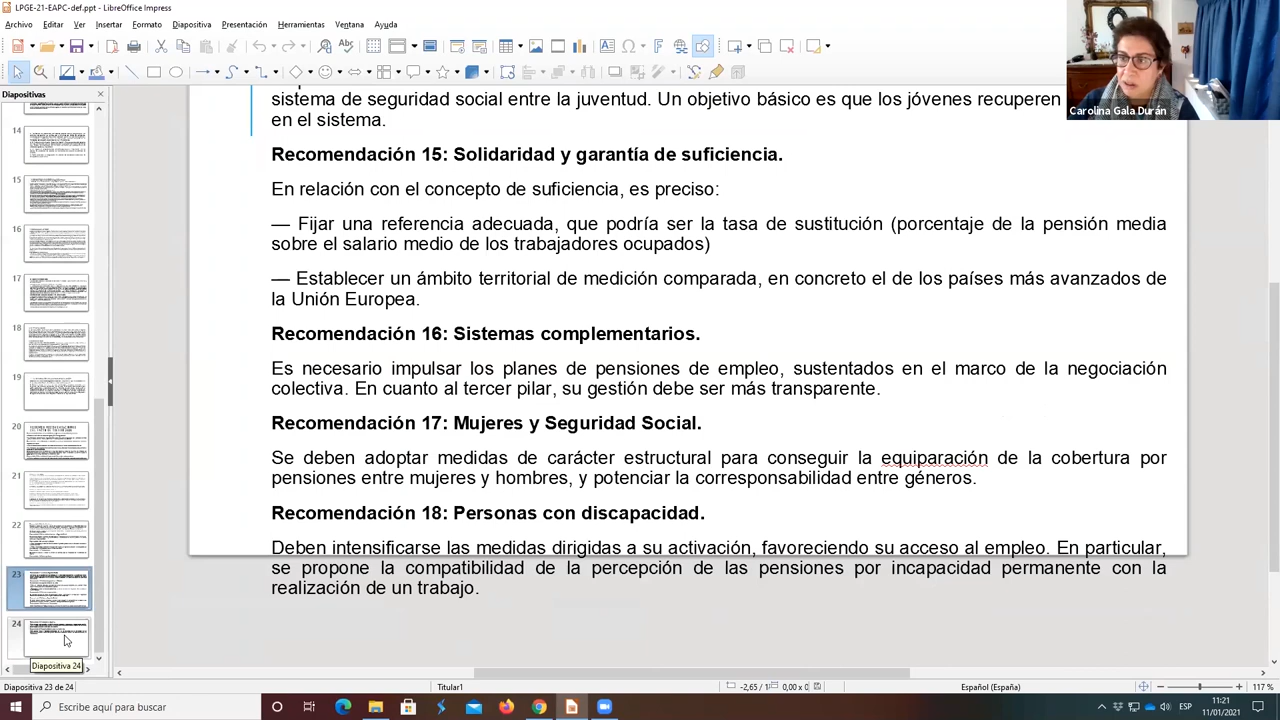 LPGE-21-EAPC-def.ppt - LibreOffice Impress
Archivo Editar Ver Insertar Formato Diapositiva Presentación Herramientas Ventana Ayuda
Diapositivas
Carolina Gala Durán
sistema de seguridad social entre la juventud. Un objetivo básico es que los jóvenes recuperen
en el sistema.
Recomendación 15: Solidaridad y garantía de suficiencia.
En relación con el concepto de suficiencia, es preciso:
— Fijar una referencia adecuada, que podría ser la tasa de sustitución (porcentaje de la pensión media
sobre el salario medio de los trabajadores ocupados)
— Establecer un ámbito territorial de medición comparada, en concreto el de los países más avanzados de
la Unión Europea.
Recomendación 16: Sistemas complementarios.
Es necesario impulsar los planes de pensiones de empleo, sustentados en el marco de la negociación
colectiva. En cuanto al tercer pilar, su gestión debe ser más transparente.
Recomendación 17: Mujeres y Seguridad Social.
Se deben adoptar medidas de carácter estructural para conseguir la equiparación de la cobertura por
pensiones entre mujeres y hombres, y potenciar la corresponsabilidad entre géneros.
Recomendación 18: Personas con discapacidad.
Deben intensificarse las medidas dirigidas a su activación, favoreciendo su acceso al empleo. En particular,
se propone la compatibilidad de la percepción de las pensiones por incapacidad permanente con la
realización de un trabajo.
14
15
16
17
18
19
20
21
22
23
24
Diapositiva 24
Diapositiva 23 de 24 Titular1 -2,65 / 1 0,00 x 0 Español (España) 117 %
Escribe aquí para buscar ESP 11:21
11/01/2021